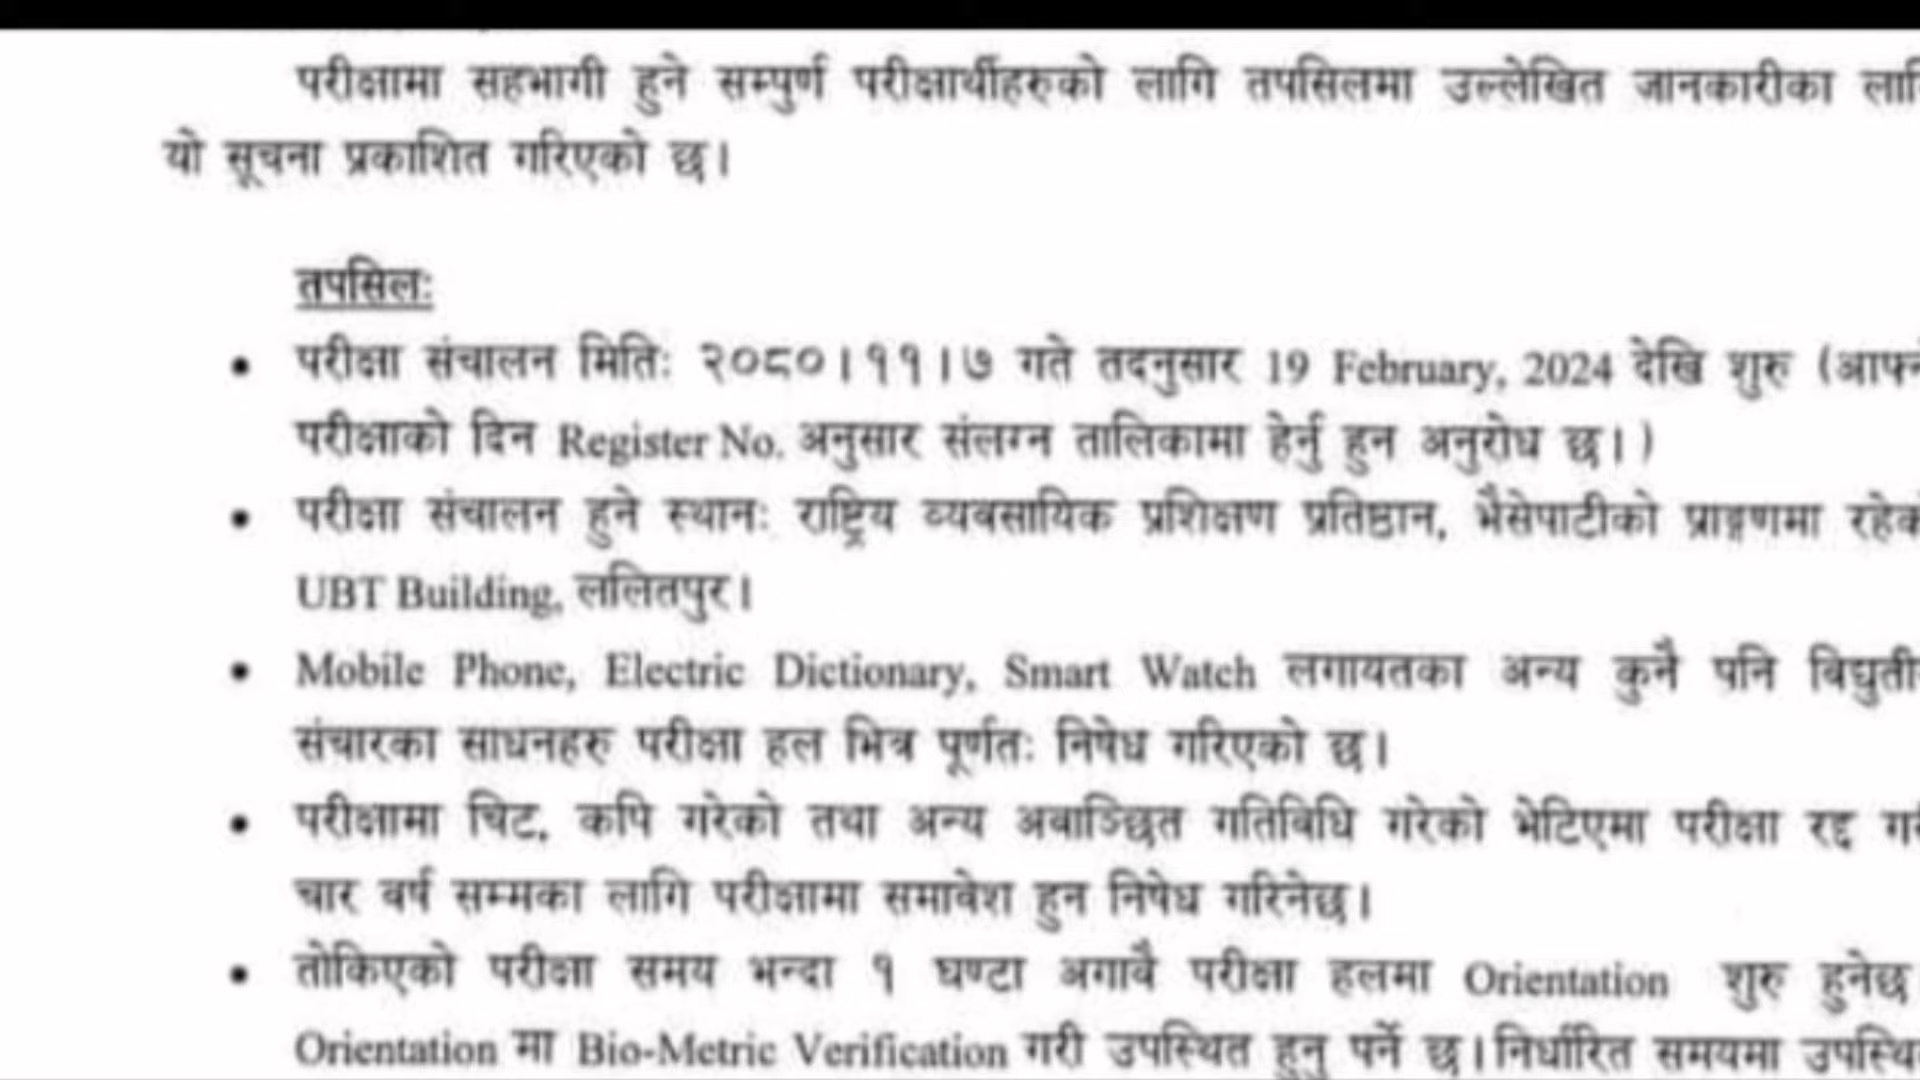 परीक्षामा सहभागी हुने सम्पुर्ण परीक्षार्थीहरुको लागि तपसिलमा उल्लेखित जानकारीका
यो सूचना प्रकाशित गरिएको छ।
तपसिलः
• परीक्षा संचालन मितिः २०८०।११।७ गते तदनुसार 19 February, 2024 देखि शुरु
परीक्षाको दिन Register No. अनुसार संलग्न तालिकामा हेर्नु हुन अनुरोध छ।)
• परीक्षा संचालन हुने स्थानः राष्ट्रिय व्यवसायिक प्रशिक्षण प्रतिष्ठान, भैसेपाटीको प्राङ्गणमा
UBT Building, ललितपुर।
• Mobile Phone, Electric Dictionary, Smart Watch लगायतका अन्य कुनै पनि
संचारका साधनहरु परीक्षा हल भित्र पूर्णतः निषेध गरिएको छ।
• परीक्षामा चिट, कपि गरेको तथा अन्य अवाञ्छित गतिविधि गरेको भेटिएमा परीक्षा रद्द
चार वर्ष सम्मका लागि परीक्षामा समावेश हुन निषेध गरिनेछ।
• तोकिएको परीक्षा समय भन्दा १ घण्टा अगावै परीक्षा हलमा Orientation शुरु हुनेछ
Orientation मा Bio-Metric Verification गरी उपस्थित हुनु पर्ने छ। निर्धारित समयमा